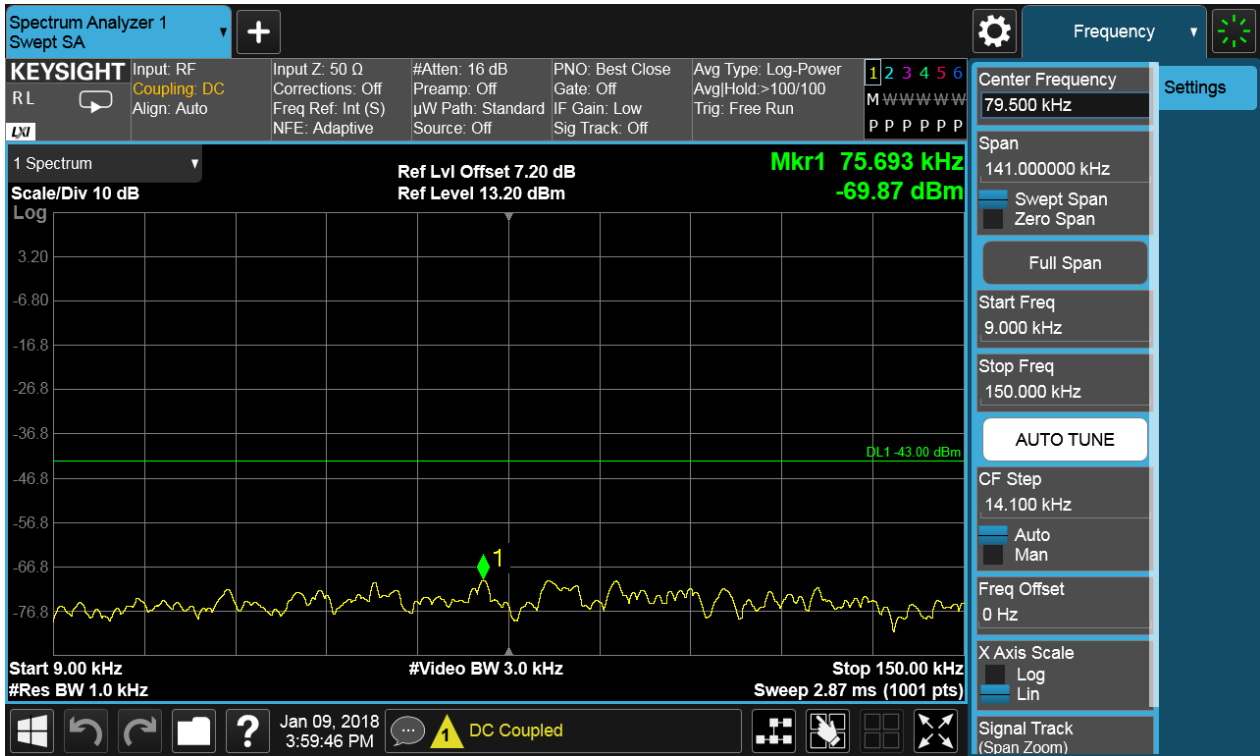 Spectrum Analyzer 1
Swept SA
+
Frequency
KEYSIGHT
RL
LXI
Input: RF
Coupling: DC
Align: Auto
Input Z: 50 Ω
Corrections: Off
Freq Ref: Int (S)
NFE: Adaptive
#Atten: 16 dB
Preamp: Off
µW Path: Standard
Source: Off
PNO: Best Close
Gate: Off
IF Gain: Low
Sig Track: Off
Avg Type: Log-Power
Avg|Hold:>100/100
Trig: Free Run
1 2 3 4 5 6
M W W W W W
P P P P P P
1 Spectrum
Scale/Div 10 dB
Log
Ref Lvl Offset 7.20 dB
Ref Level 13.20 dBm
Mkr1 75.693 kHz
-69.87 dBm
3.20
-6.80
-16.8
-26.8
-36.8
DL1 -43.00 dBm
-46.8
-56.8
1
-66.8
-76.8
Start 9.00 kHz
#Res BW 1.0 kHz
#Video BW 3.0 kHz
Stop 150.00 kHz
Sweep 2.87 ms (1001 pts)
Center Frequency
79.500 kHz
Span
141.000000 kHz
Swept Span
Zero Span
Full Span
Start Freq
9.000 kHz
Stop Freq
150.000 kHz
AUTO TUNE
CF Step
14.100 kHz
Auto
Man
Freq Offset
0 Hz
X Axis Scale
Log
Lin
Signal Track
(Span Zoom)
Settings
?
Jan 09, 2018
3:59:46 PM
1
DC Coupled